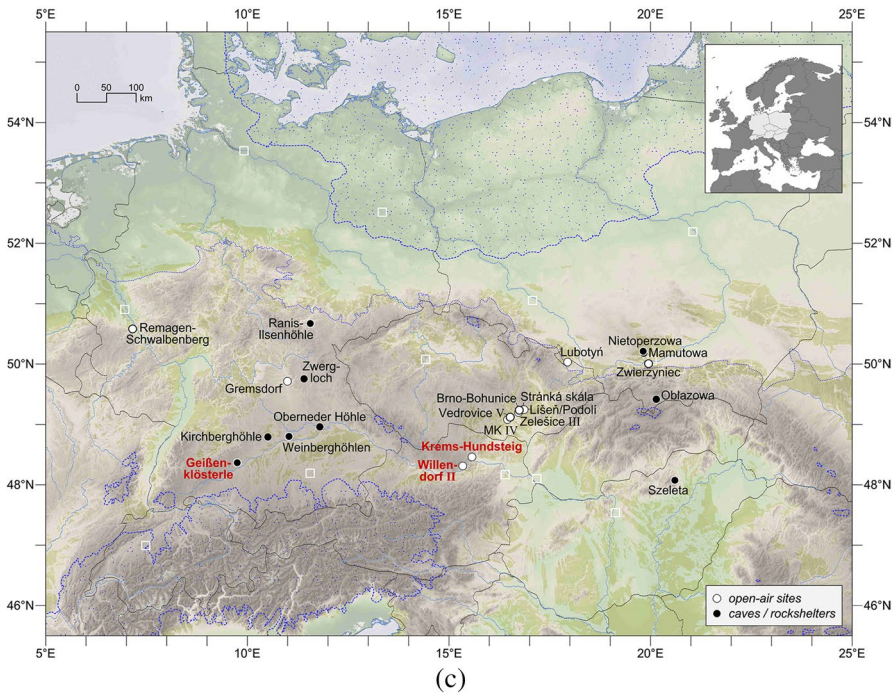 5°E 10°E 15°E 20°E 25°E
0 50 100
km
54°N 54°N
52°N 52°N
Remagen-
Schwalbenberg
Ranis-
Ilsenhöhle
Nietoperzowa
Mamutowa
Lubotyń
50°N 50°N
Zwierzyniec
Zwerg-
loch
Gremsdorf
Obłazowa
Brno-Bohunice Stránká skála
Vedrovice V Líšeň/Podolí
Želešice III
MK IV
Oberneder Höhle
Kirchberghöhle
Weinberghöhlen
Krems-Hundsteig
Geißen-
klösterle
Willen-
dorf II
48°N 48°N
Szeleta
46°N 46°N
open-air sites
caves / rockshelters
5°E 10°E 15°E 20°E 25°E
(c)